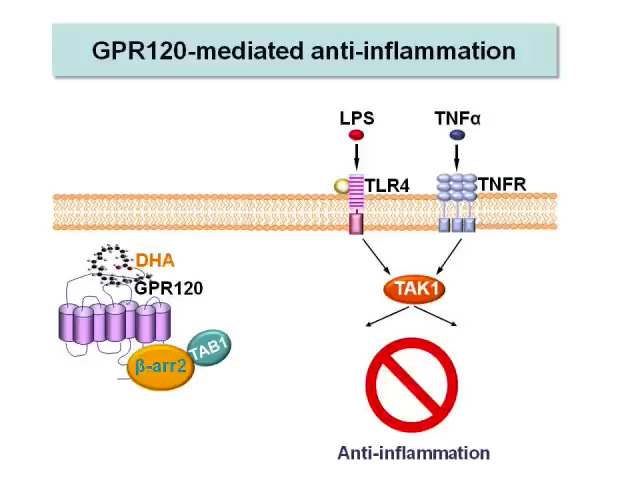 GPR120-mediated anti-inflammation
LPS
TNFα
TLR4
TNFR
DHA
GPR120
TAK1
TAB1
β-arr2
Anti-inflammation